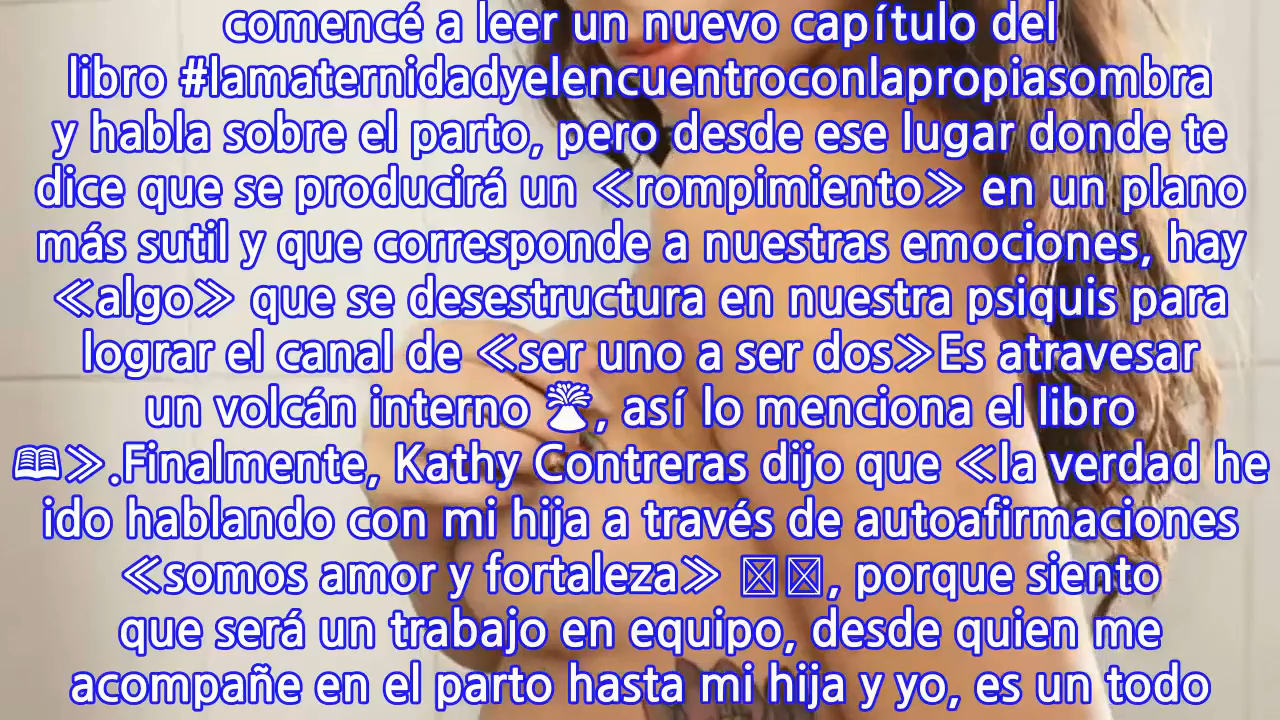 comencé a leer un nuevo capítulo del
libro #lamaternidadyelencuentroconlapropiasombra
y habla sobre el parto, pero desde ese lugar donde te
dice que se producirá un ≪rompimiento≫ en un plano
más sutil y que corresponde a nuestras emociones, hay
≪algo≫ que se desestructura en nuestra psiquis para
lograr el canal de ≪ser uno a ser dos≫Es atravesar
un volcán interno 🌋, así lo menciona el libro
📖≫.Finalmente, Kathy Contreras dijo que ≪la verdad he
ido hablando con mi hija a través de autoafirmaciones
≪somos amor y fortaleza≫ , porque siento
que será un trabajo en equipo, desde quien me
acompañe en el parto hasta mi hija y yo, es un todo